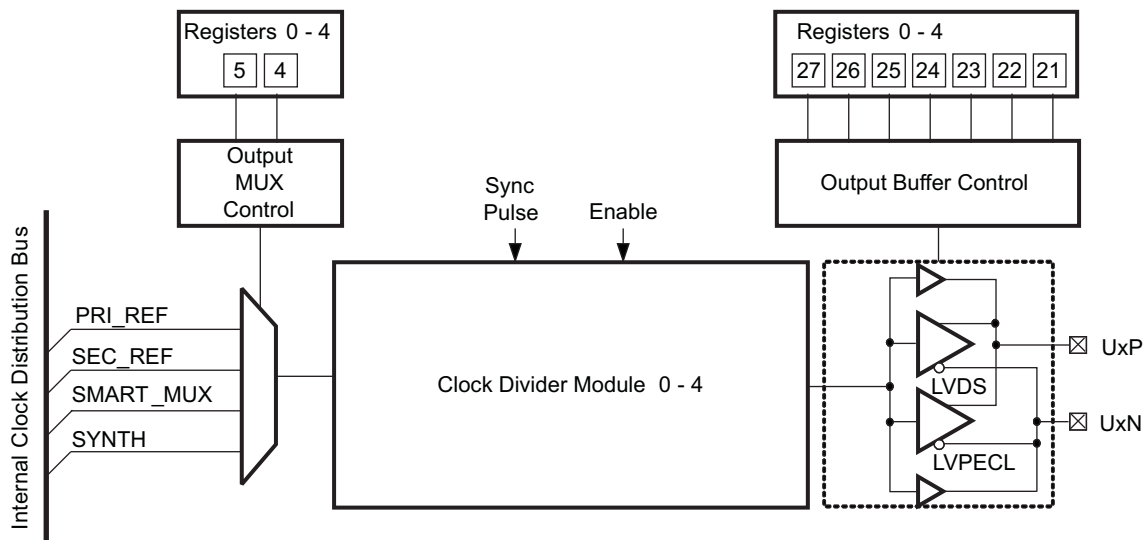 Registers 0 - 4
5 4
Output
MUX
Control
Registers 0 - 4
27 26 25 24 23 22 21
Output Buffer Control
Sync
Pulse
Enable
Internal Clock Distribution Bus
PRI_REF
SEC_REF
SMART_MUX
SYNTH
Clock Divider Module 0 - 4
LVDS
LVPECL
UxP
UxN